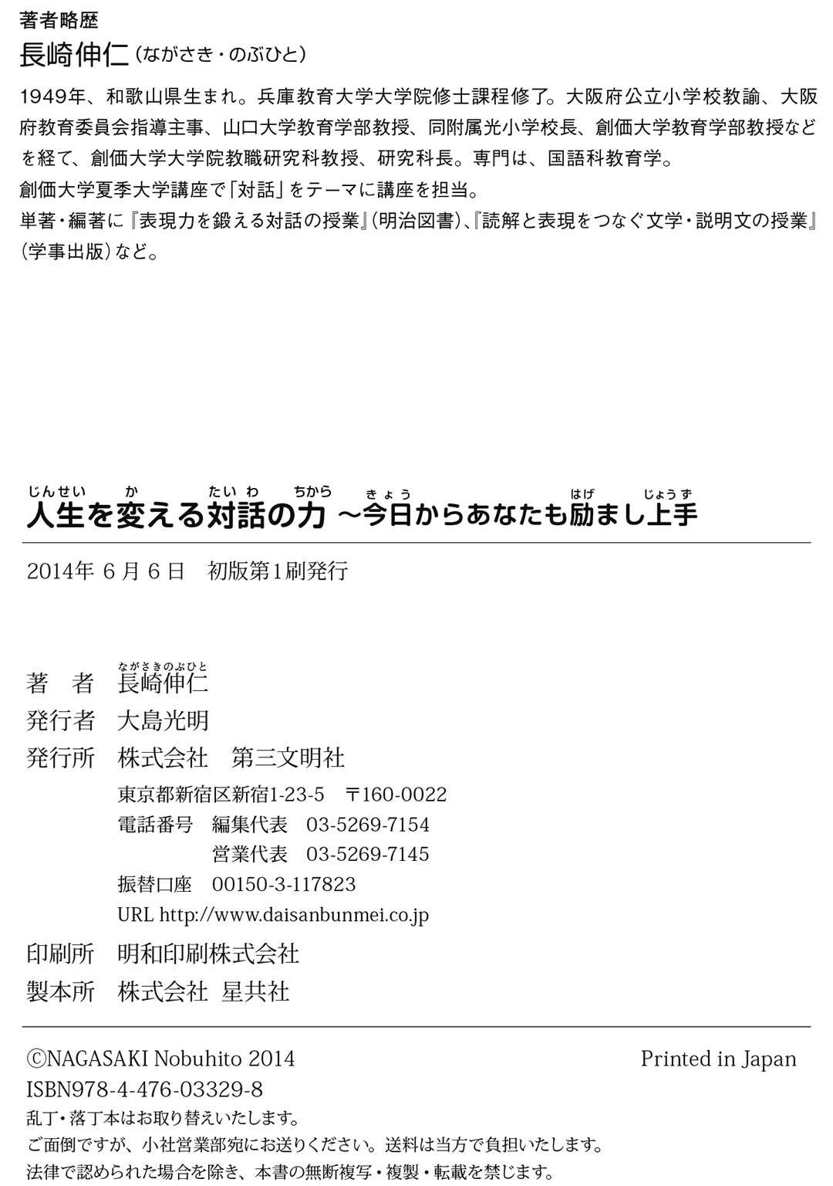 著者略歴
長崎伸仁(ながさき・のぶひと)
1949年、和歌山県生まれ。兵庫教育大学大学院修士課程修了。大阪府公立小学校教諭、大阪
府教育委員会指導主事、山口大学教育学部教授、同附属光小学校長、創価大学教育学部教授など
を経て、創価大学大学院教職研究科教授、研究科長。専門は、国語科教育学。
創価大学夏季大学講座で「対話」をテーマに講座を担当。
単著・編著に『表現力を鍛える対話の授業』(明治図書)、『読解と表現をつなぐ文学・説明文の授業』
(学事出版)など。
じんせい か たい わ ちから きょう はげ じょうず
人生を変える対話の力 〜今日からあなたも励まし上手
2014年 6 月 6 日 初版第1刷発行
ながさきのぶひと
著 者 長崎伸仁
発行者 大島光明
発行所 株式会社 第三文明社
東京都新宿区新宿1-23-5 〒160-0022
電話番号 編集代表 03-5269-7154
営業代表 03-5269-7145
振替口座 00150-3-117823
URL http://www.daisanbunmei.co.jp
印刷所 明和印刷株式会社
製本所 株式会社 星共社
©NAGASAKI Nobuhito 2014 Printed in Japan
ISBN978-4-476-03329-8
乱丁・落丁本はお取り替えいたします。
ご面倒ですが、小社営業部宛にお送りください。送料は当方で負担いたします。
法律で認められた場合を除き、本書の無断複写・複製・転載を禁じます。